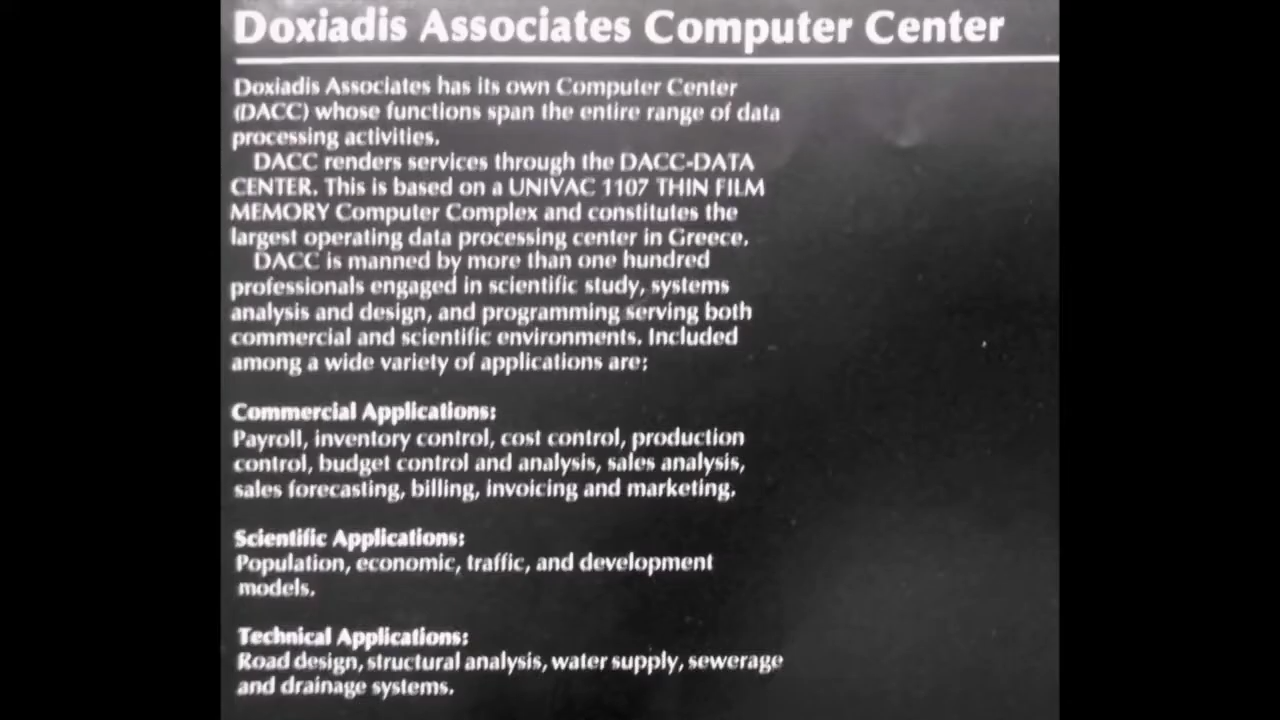 Doxiadis Associates Computer Center
Doxiadis Associates has its own Computer Center
(DACC) whose functions span the entire range of data
processing activities.
DACC renders services through the DACC-DATA
CENTER. This is based on a UNIVAC 1107 THIN FILM
MEMORY Computer Complex and constitutes the
largest operating data processing center in Greece.
DACC is manned by more than one hundred
professionals engaged in scientific study, systems
analysis and design, and programming serving both
commercial and scientific environments. Included
among a wide variety of applications are:
Commercial Applications:
Payroll, inventory control, cost control, production
control, budget control and analysis, sales analysis,
sales forecasting, billing, invoicing and marketing.
Scientific Applications:
Population, economic, traffic, and development
models.
Technical Applications:
Road design, structural analysis, water supply, sewerage
and drainage systems.